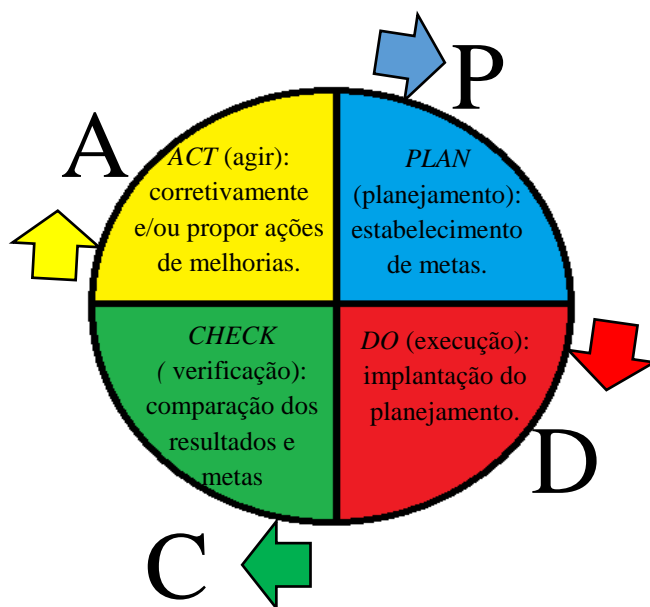 P
PLAN
(planejamento):
estabelecimento
de metas.
D
DO (execução):
implantação do
planejamento.
C
CHECK
( verificação):
comparação dos
resultados e
metas
A
ACT (agir):
corretivamente
e/ou propor ações
de melhorias.